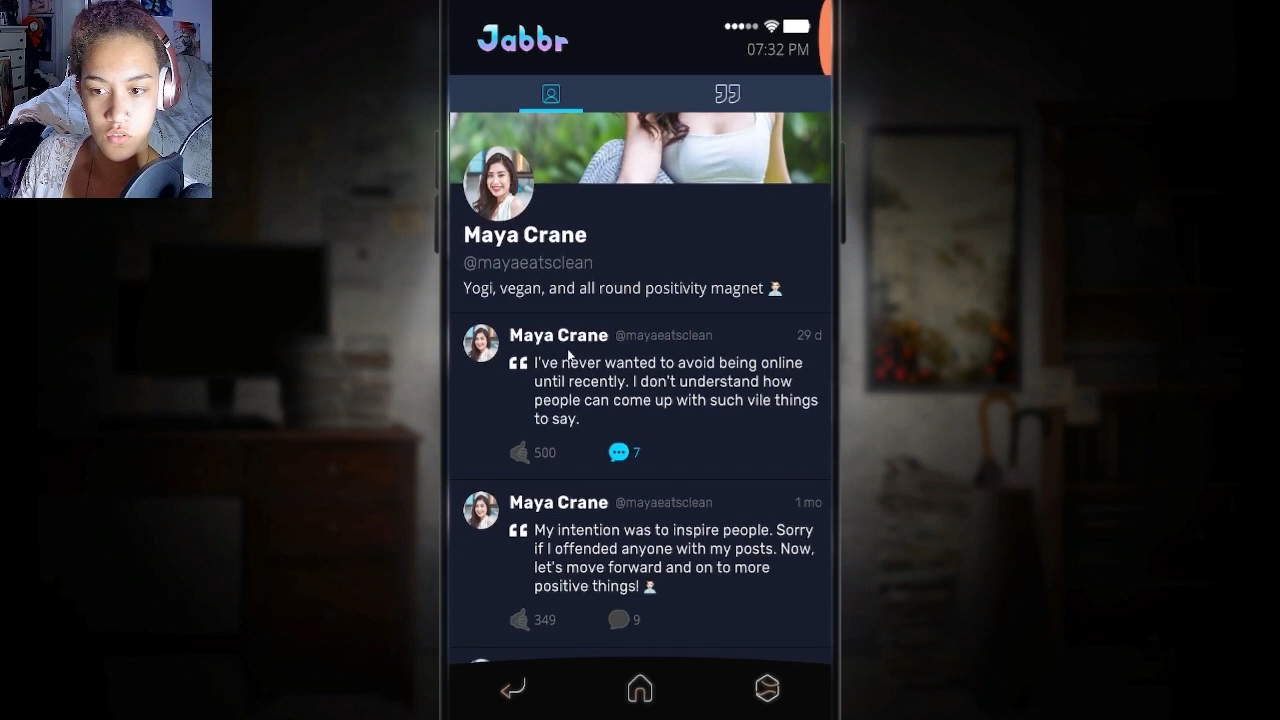 Jabbr
07:32 PM
Maya Crane
@mayaeatsclean
Yogi, vegan, and all round positivity magnet
Maya Crane @mayaeatsclean 29 d
I've never wanted to avoid being online
until recently. I don't understand how
people can come up with such vile things
to say.
500 7
Maya Crane @mayaeatsclean 1 mo
My intention was to inspire people. Sorry
if I offended anyone with my posts. Now,
let's move forward and on to more
positive things!
349 9